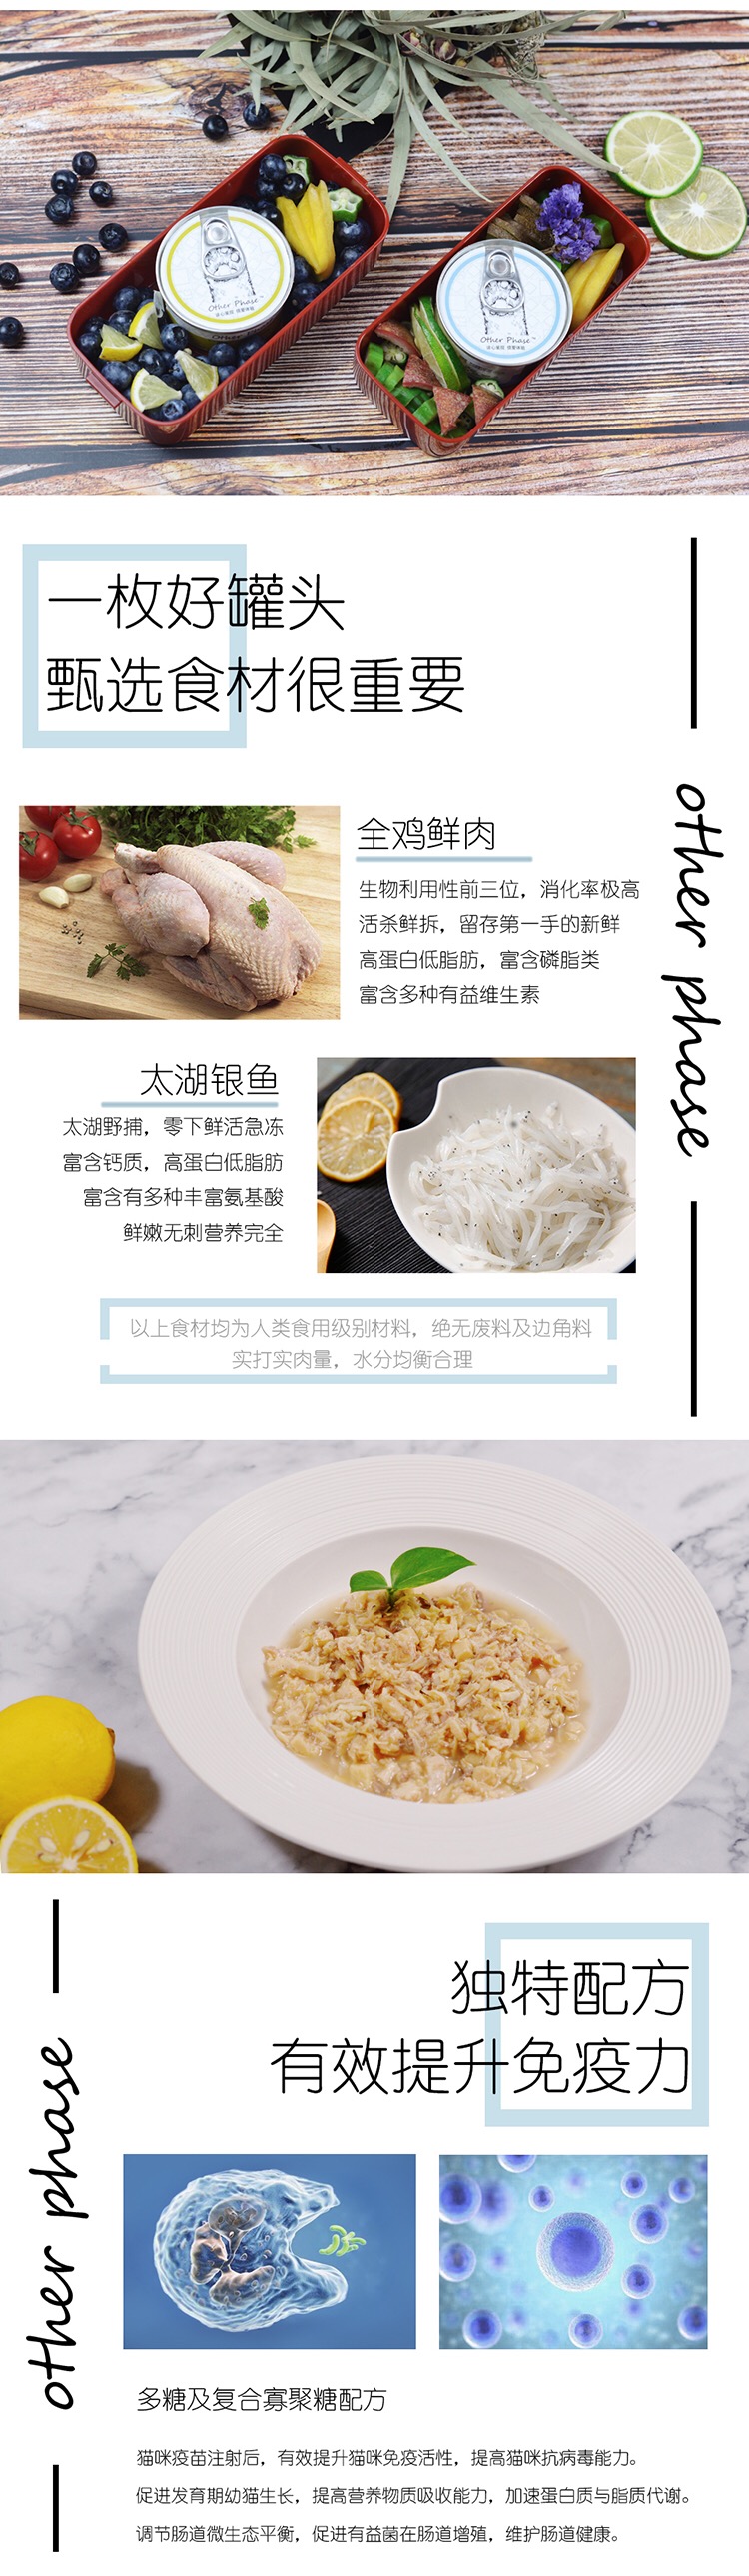 Other Phase™
Other Phase™
一枚好罐头
甄选食材很重要
other phase
全鸡鲜肉
生物利用性前三位，消化率极高
活杀鲜拆，留存第一手的新鲜
高蛋白低脂肪，富含磷脂类
富含多种有益维生素
太湖银鱼
太湖野捕，零下鲜活急冻
富含钙质，高蛋白低脂肪
富含有多种丰富氨基酸
鲜嫩无刺营养完全
以上食材均为人类食用级别材料，绝无废料及边角料
实打实肉量，水分均衡合理
独特配方
有效提升免疫力
other phase
多糖及复合寡聚糖配方
猫咪疫苗注射后，有效提升猫咪免疫活性，提高猫咪抗病毒能力。
促进发育期幼猫生长，提高营养物质吸收能力，加速蛋白质与脂质代谢。
调节肠道微生态平衡，促进有益菌在肠道增殖，维护肠道健康。